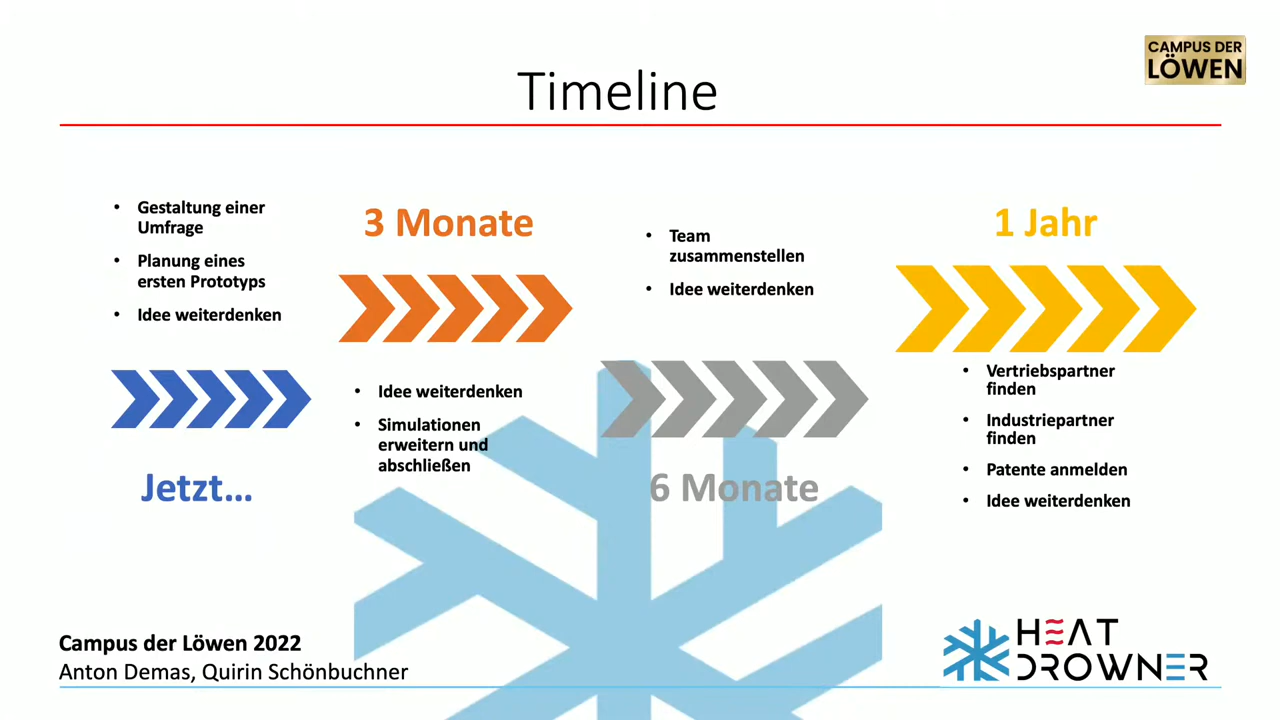 CAMPUS DER
LÖWEN
Timeline
• Gestaltung einer
Umfrage
• Planung eines
ersten Prototyps
• Idee weiterdenken
Jetzt...
3 Monate
• Idee weiterdenken
• Simulationen
erweitern und
abschließen
• Team
zusammenstellen
• Idee weiterdenken
6 Monate
1 Jahr
• Vertriebspartner
finden
• Industriepartner
finden
• Patente anmelden
• Idee weiterdenken
Campus der Löwen 2022
Anton Demas, Quirin Schönbuchner
HEAT
DROWNER